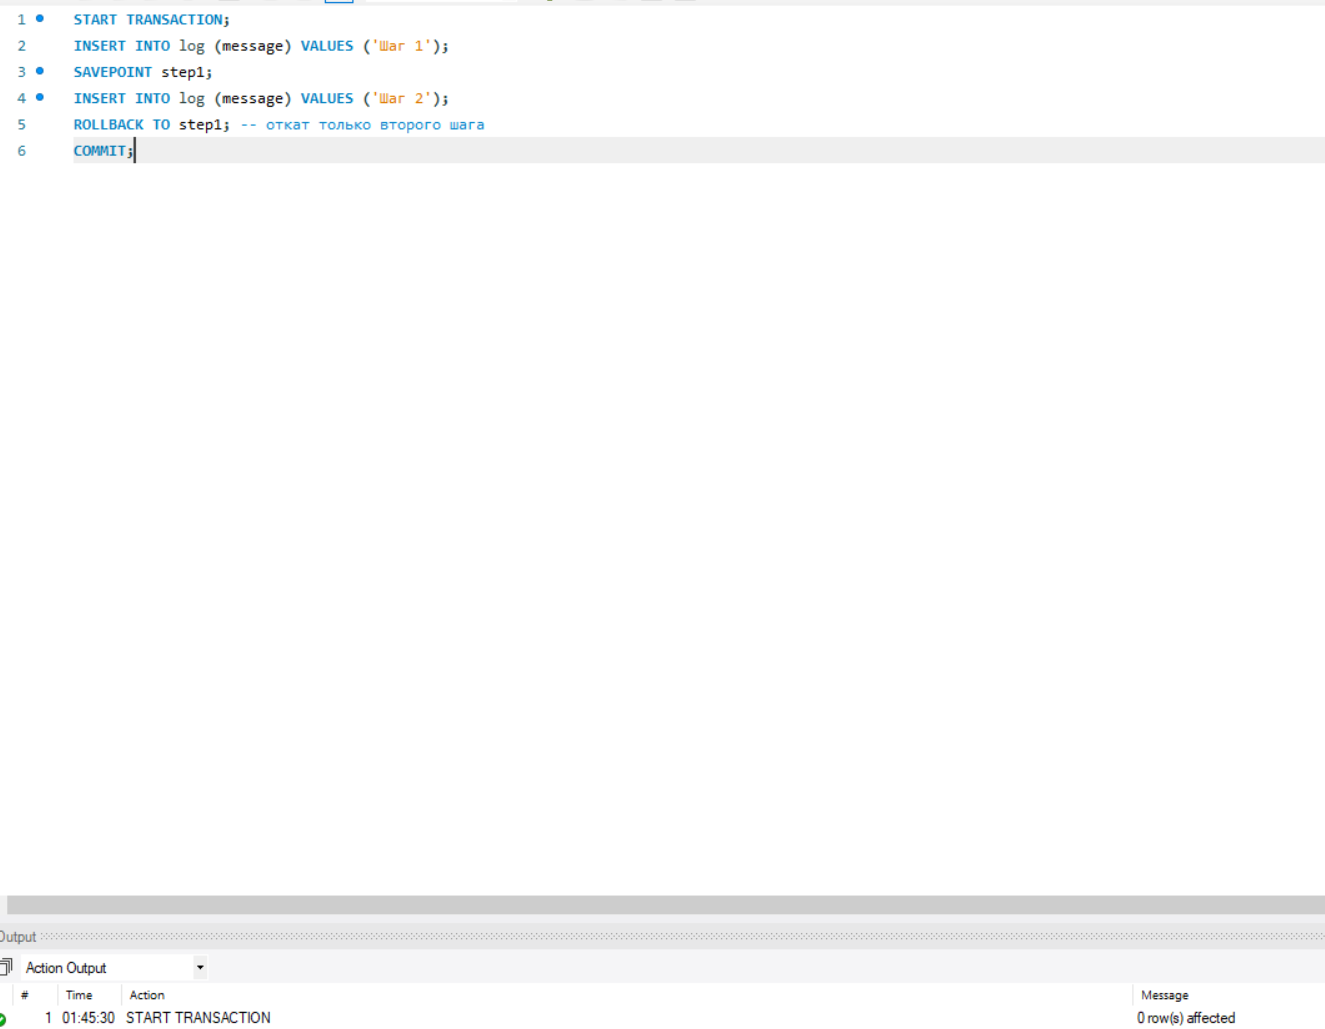 1 START TRANSACTION;
2 INSERT INTO log (message) VALUES ('Шаг 1');
3 SAVEPOINT step1;
4 INSERT INTO log (message) VALUES ('Шаг 2');
5 ROLLBACK TO step1; -- откат только второго шага
6 COMMIT;
Output
Action Output
# Time Action Message
1 01:45:30 START TRANSACTION 0 row(s) affected